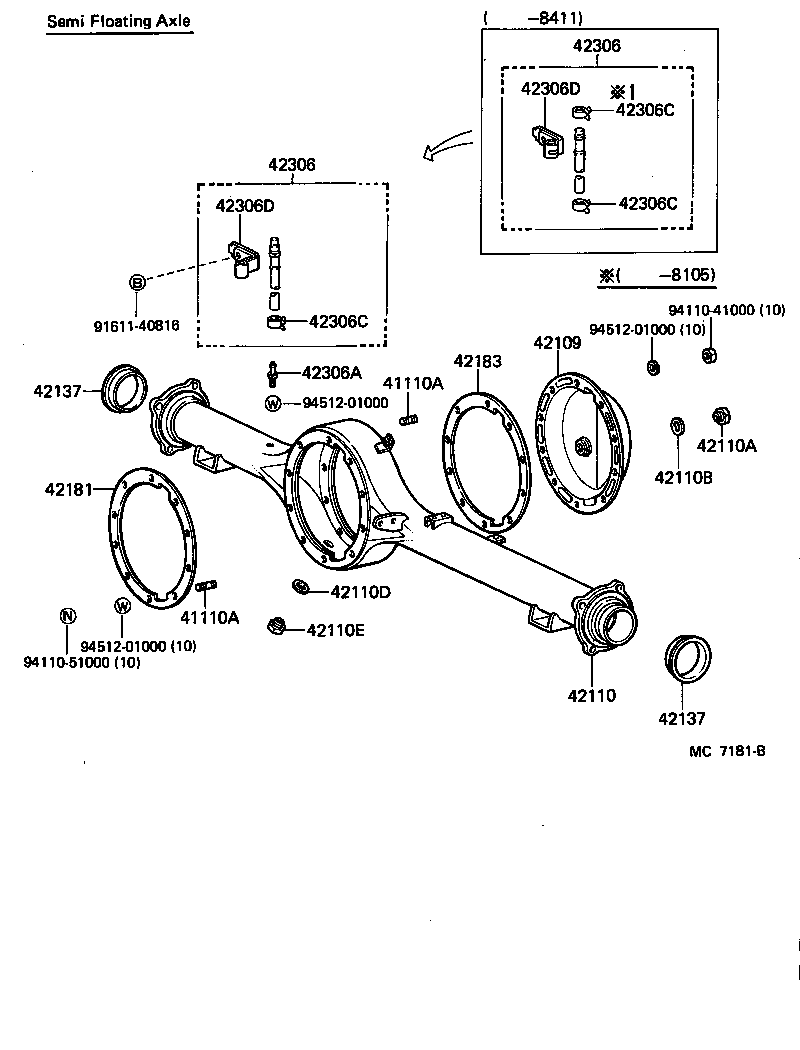 Semi Floating Axle
( -8411)
42306
42306D
※1
42306C
42306C
※( -8105)
42306
42306D
B
91611-40816
42306C
42306A
W 94512-01000
94110-41000 (10)
94512-01000 (10)
42109
42183
41110A
42137
42110A
42110B
42181
42110D
41110A
42110E
N
W
94512-01000 (10)
94110-51000 (10)
42110
42137
MC 7181-B